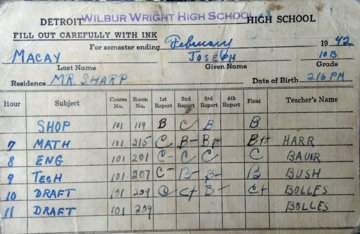 DETROIT WILBUR WRIGHT HIGH SCHOOL HIGH SCHOOL
FILL OUT CAREFULLY WITH INK
For semester ending February 1942
MACAY JOSEPH 10B
Last Name Given Name Grade
Residence MR. SHARP Date of Birth 216 PM
Hour Subject Course No. Room No. 1st Report 2nd Report 3rd Report 4th Report Final Teacher's Name
SHOP 101 119 B C B B
7 MATH 101 215 C B- B+ B++ HARR
8 ENG 101 201 C C C C BAUER
9 TECH 101 207 C- B- B- B BUSH
10 DRAFT 101 209 C+ B- C+ BOLLES
11 DRAFT 101 209 BOLLES